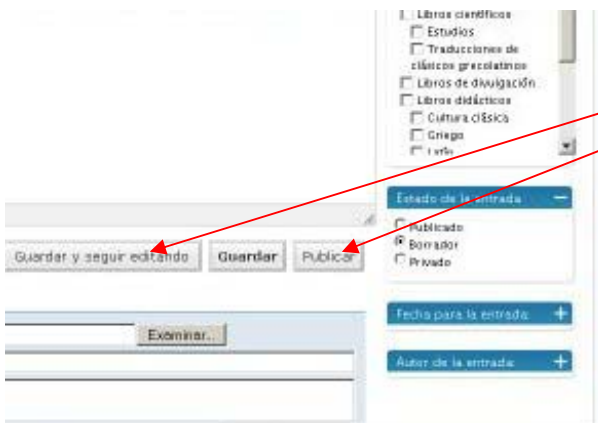 Libros científicos
Estudios
Traducciones de
clásicos grecolatinos
Libros de divulgación
Libros didácticos
Cultura clásica
Griego
Latín
Estado de la entrada
Publicado
Borrador
Privado
Guardar y seguir editando
Guardar
Publicar
Fecha para la entrada:
Examinar...
Autor de la entrada: